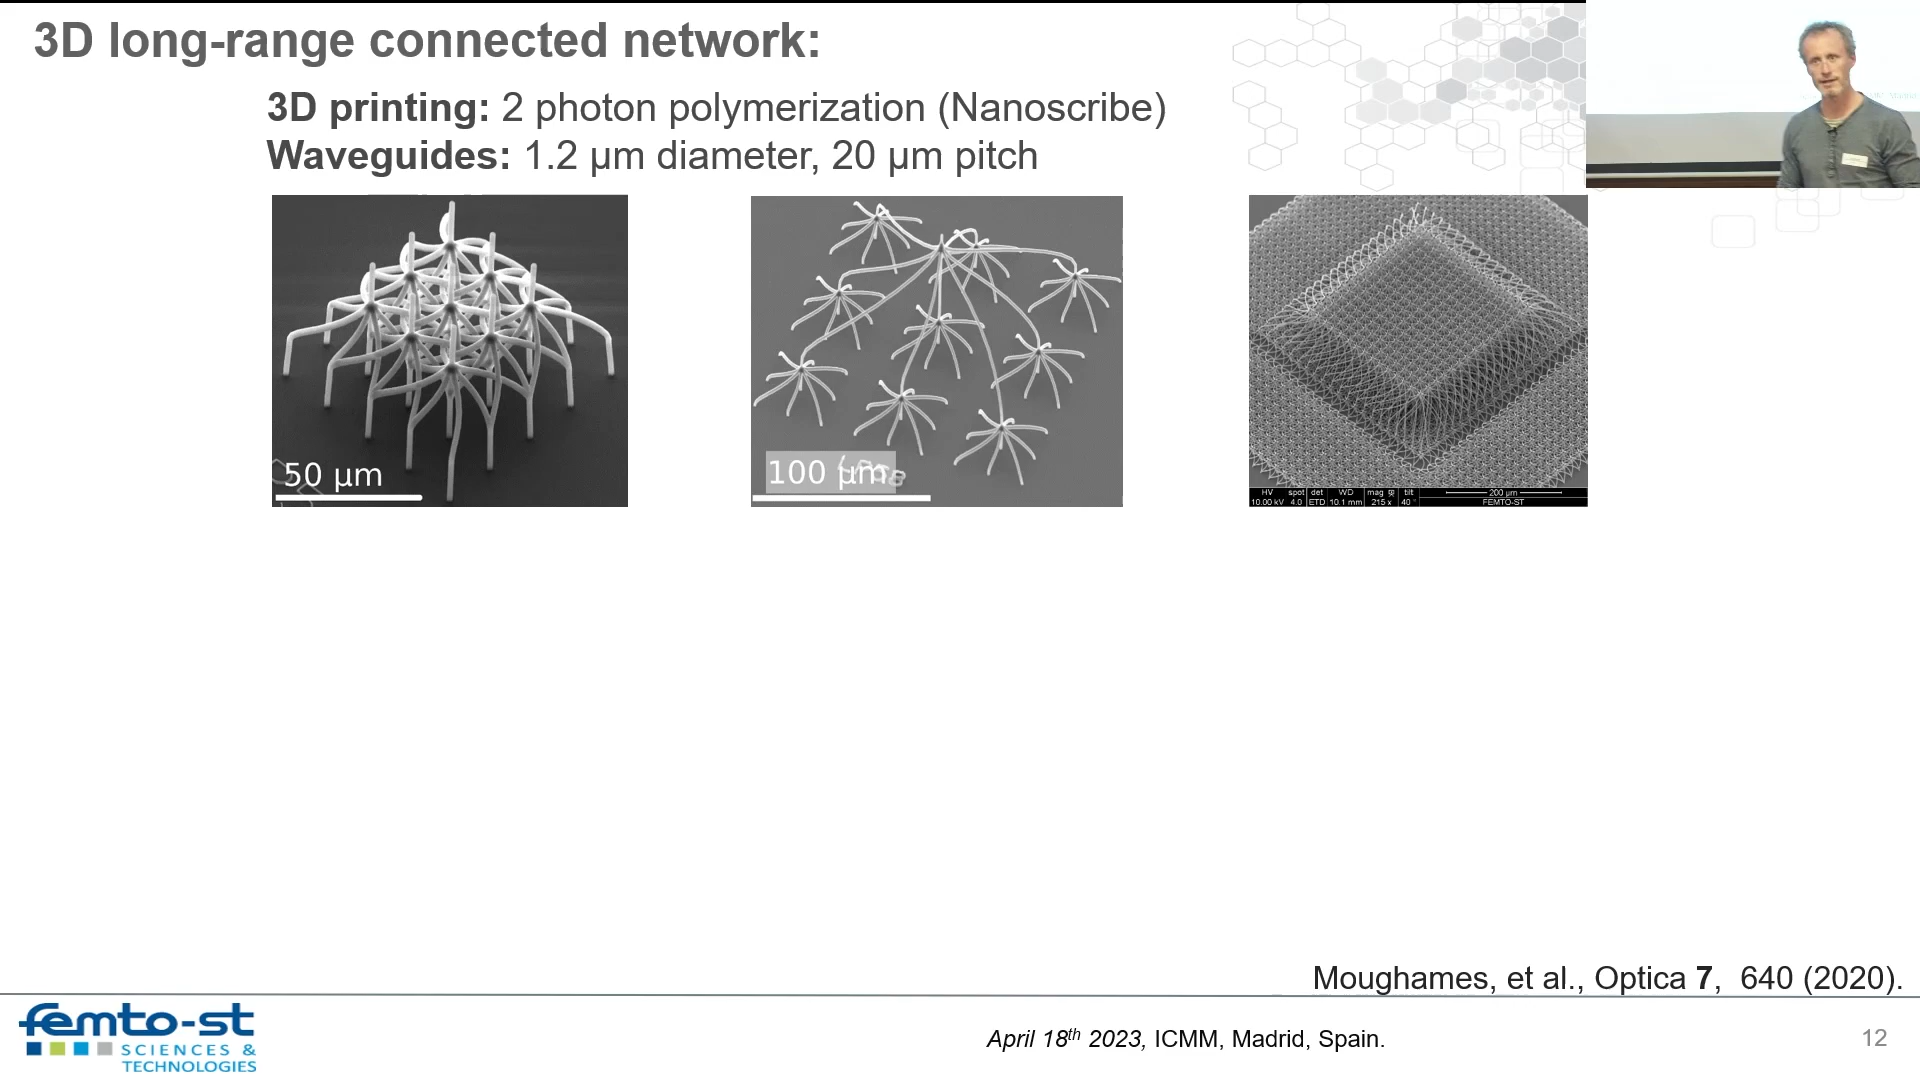 3D long-range connected network:
3D printing: 2 photon polymerization (Nanoscribe)
Waveguides: 1.2 µm diameter, 20 µm pitch
50 µm
100 µm
HV spot det WD mag tilt 200 µm
10.00 kV 4.0 ETD 10.1 mm 215 x 40 ° FEMTO-ST
Moughames, et al., Optica 7, 640 (2020).
femto-st
SCIENCES &
TECHNOLOGIES
April 18th 2023, ICMM, Madrid, Spain.
12